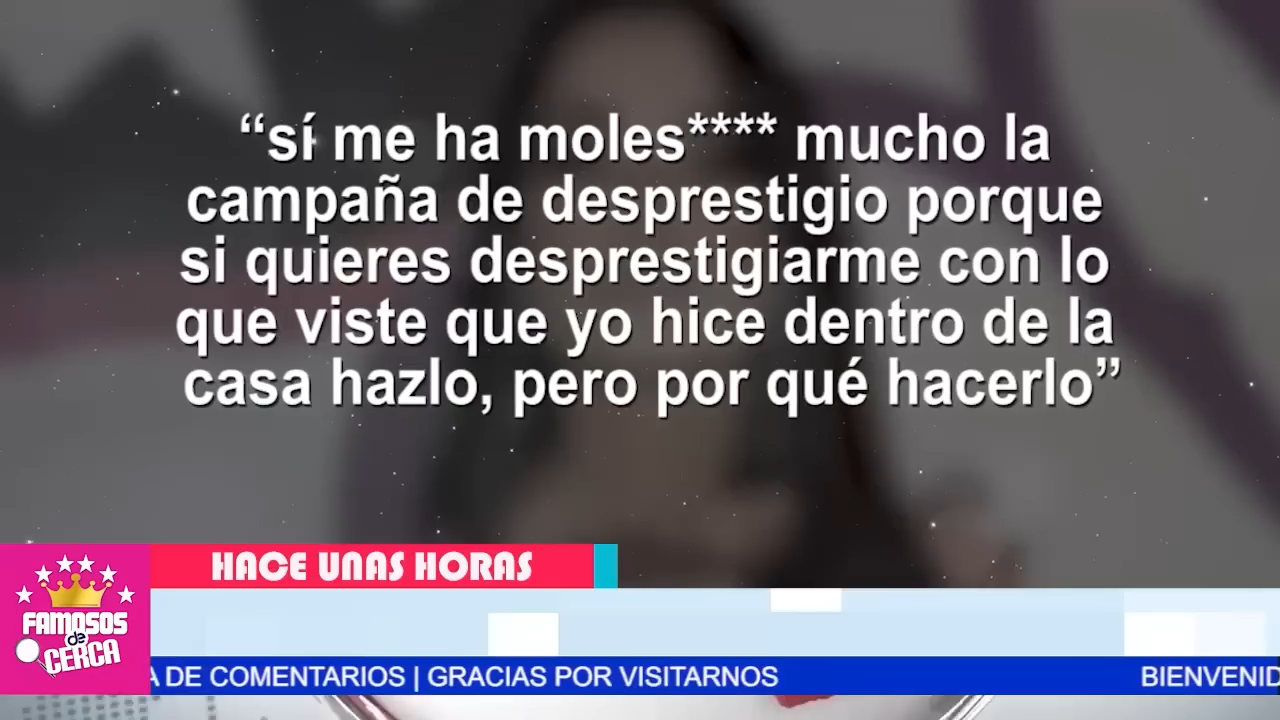 “sí me ha moles**** mucho la
campaña de desprestigio porque
si quieres desprestigiarme con lo
que viste que yo hice dentro de la
casa hazlo, pero por qué hacerlo”
HACE UNAS HORAS
FAMOSOS
de
CERCA
A DE COMENTARIOS | GRACIAS POR VISITARNOS
BIENVENID